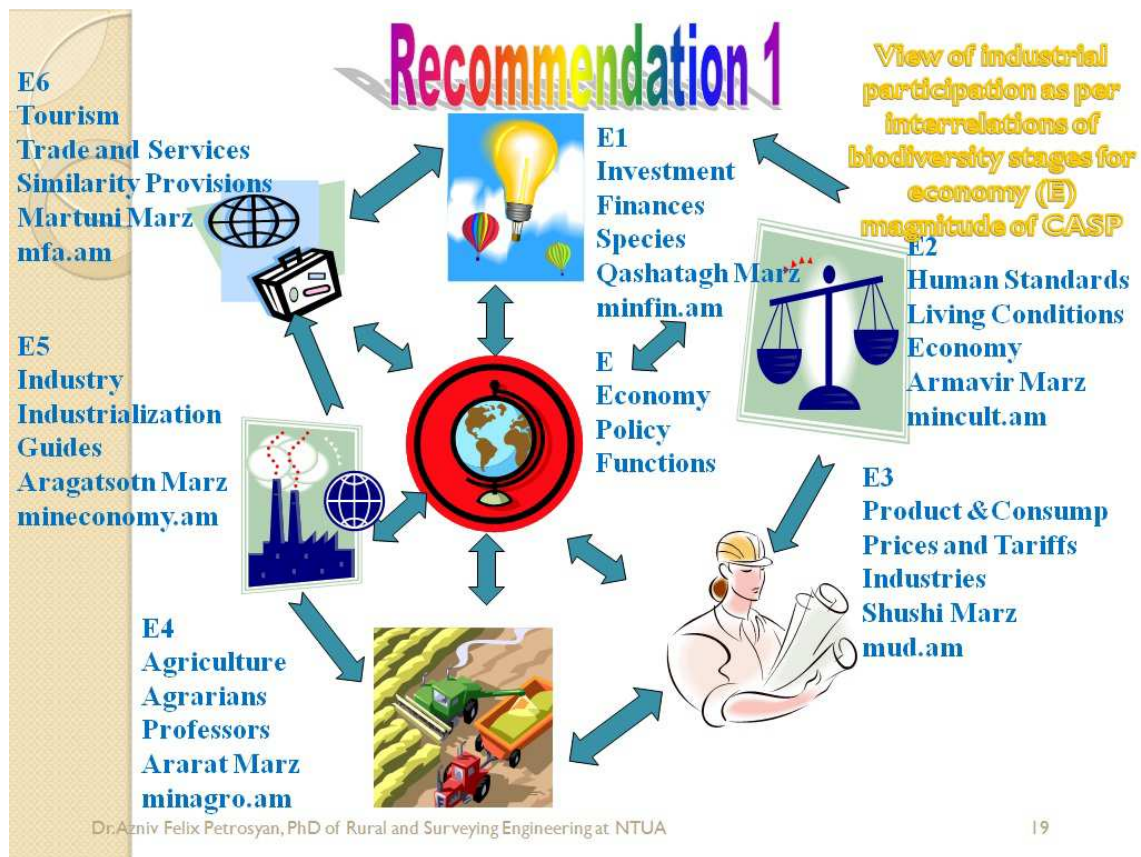 Recommendation 1
View of industrial
participation as per
interrelations of
biodiversity stages for
economy (E)
magnitude of CASP
E6
Tourism
Trade and Services
Similarity Provisions
Martuni Marz
mfa.am
E1
Investment
Finances
Species
Qashatagh Marz
minfin.am
E2
Human Standards
Living Conditions
Economy
Armavir Marz
mincult.am
E5
Industry
Industrialization
Guides
Aragatsotn Marz
mineconomy.am
E
Economy
Policy
Functions
E3
Product &Consump
Prices and Tariffs
Industries
Shushi Marz
mud.am
E4
Agriculture
Agrarians
Professors
Ararat Marz
minagro.am
Dr.Azniv Felix Petrosyan, PhD of Rural and Surveying Engineering at NTUA
19